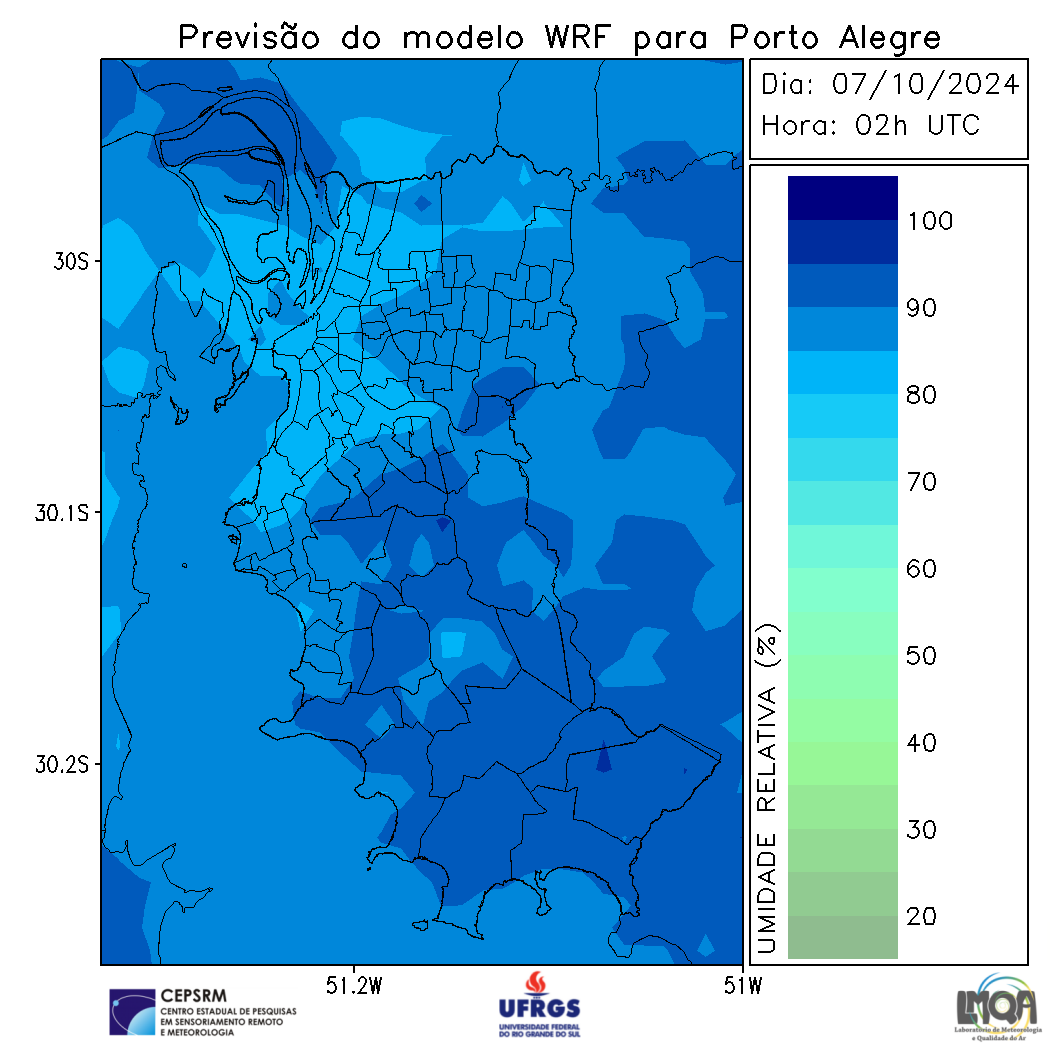 Previsão do modelo WRF para Porto Alegre
Dia: 07/10/2024
Hora: 02h UTC
100
90
80
70
60
50
40
30
20
UMIDADE RELATIVA (%)
30S
30.1S
30.2S
51.2W
51W
CEPSRM
CENTRO ESTADUAL DE PESQUISAS
EM SENSORIAMENTO REMOTO
E METEOROLOGIA
UFRGS
UNIVERSIDADE FEDERAL
DO RIO GRANDE DO SUL
LMQA
Laboratório de Meteorologia
e Qualidade do Ar